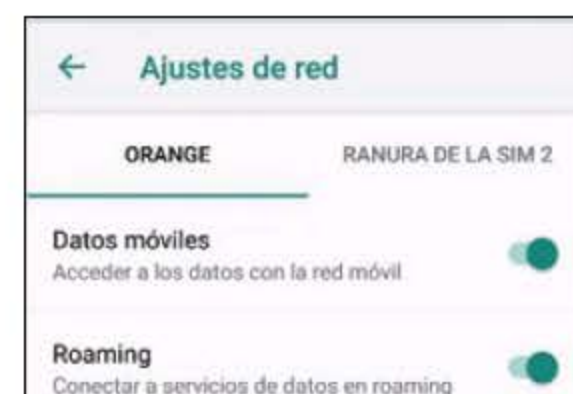 Ajustes de red
ORANGE RANURA DE LA SIM 2
Datos móviles
Acceder a los datos con la red móvil
Roaming
Conectar a servicios de datos en roaming